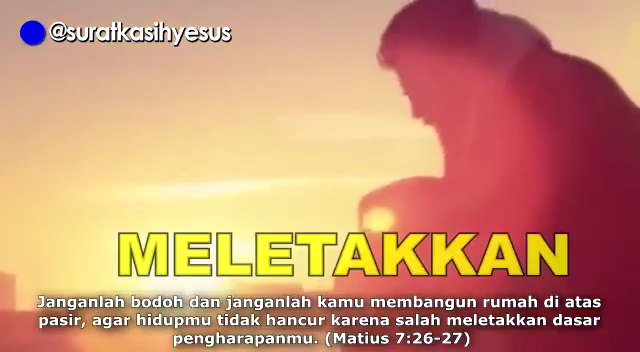 @suratkasihyesus
MELETAKKAN
Janganlah bodoh dan janganlah kamu membangun rumah di atas
pasir, agar hidupmu tidak hancur karena salah meletakkan dasar
pengharapanmu. (Matius 7:26-27)